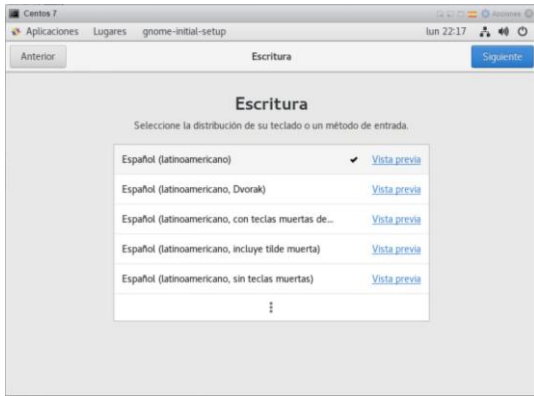 Centos 7
Acciones
Aplicaciones Lugares gnome-initial-setup lun 22:17
Anterior Escritura Siguiente
Escritura
Seleccione la distribución de su teclado o un método de entrada.
Español (latinoamericano) Vista previa
Español (latinoamericano, Dvorak) Vista previa
Español (latinoamericano, con teclas muertas de... Vista previa
Español (latinoamericano, incluye tilde muerta) Vista previa
Español (latinoamericano, sin teclas muertas) Vista previa